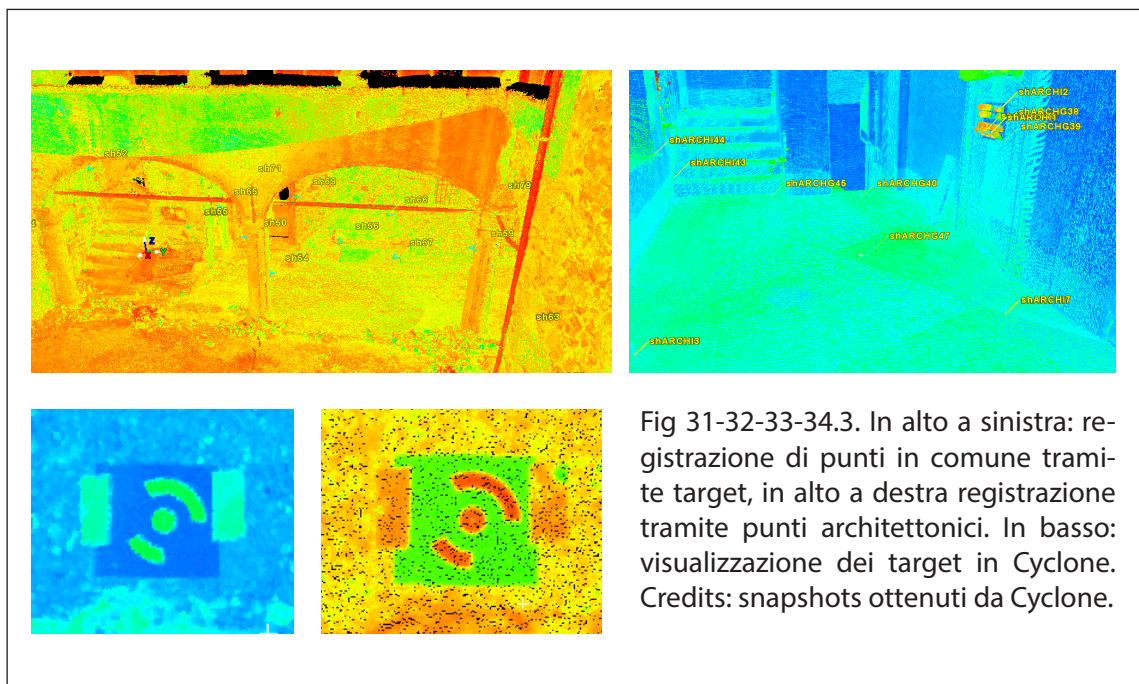 sh52
sh71
sh65
sh69
sh79
sh66
sh55
sh50
sh56
sh59
sh67
sh54
sh63
Z
X
Y
shARCHI2
shARCHG38
shARCHG39
shARCHI44
shARCHI43
shARCHG45
shARCHG40
shARCHG47
shARCHI7
shARCHI3
Fig 31-32-33-34.3. In alto a sinistra: re-
gistrazione di punti in comune trami-
te target, in alto a destra registrazione
tramite punti architettonici. In basso:
visualizzazione dei target in Cyclone.
Credits: snapshots ottenuti da Cyclone.